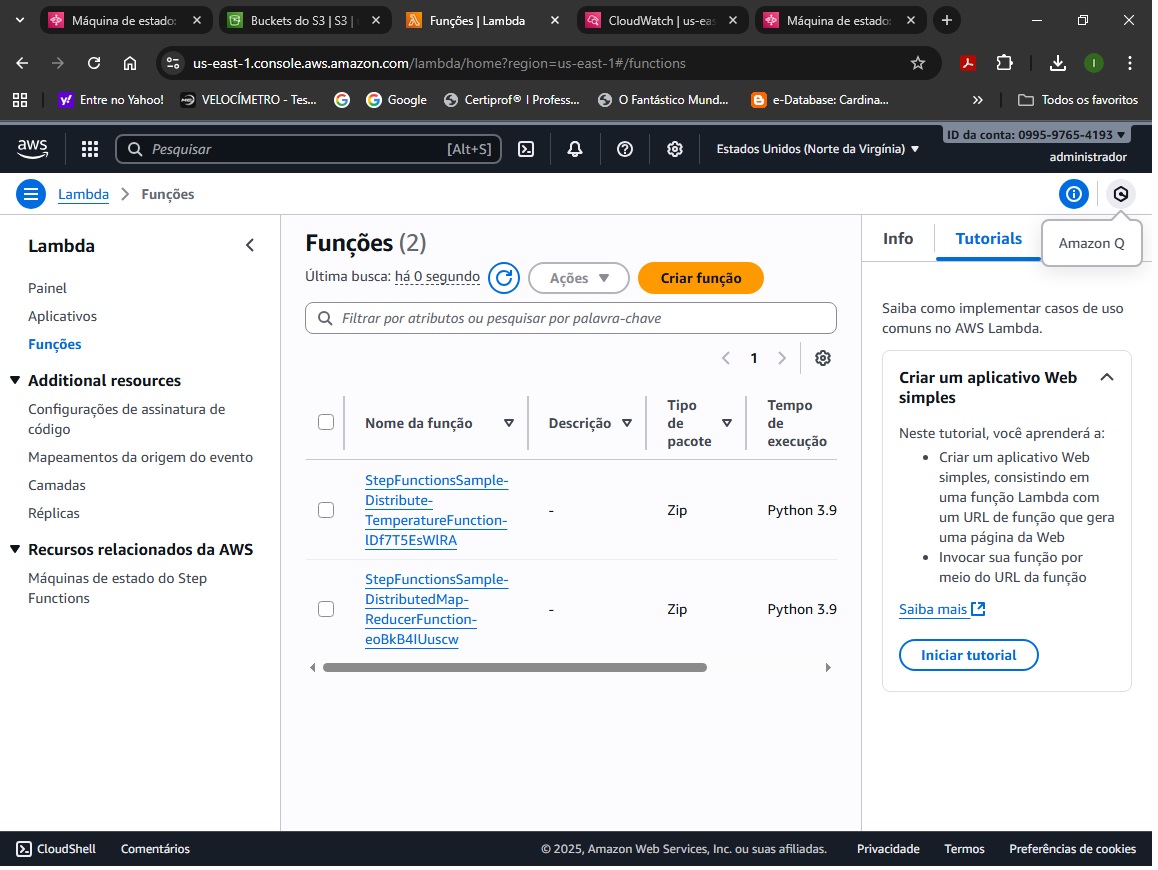 Máquina de estado:
Buckets do S3 | S3 |
Funções | Lambda
CloudWatch | us-eas
Máquina de estado:
us-east-1.console.aws.amazon.com/lambda/home?region=us-east-1#/functions
I
Entre no Yahoo!
VELOCÍMETRO - Tes...
Google
Certiprof® l Profess...
O Fantástico Mund...
e-Database: Cardina...
Todos os favoritos
aws
Pesquisar
[Alt+S]
Estados Unidos (Norte da Virgínia)
ID da conta: 0995-9765-4193
administrador
Lambda
Funções
Lambda
Painel
Aplicativos
Funções
Additional resources
Configurações de assinatura de
código
Mapeamentos da origem do evento
Camadas
Réplicas
Recursos relacionados da AWS
Máquinas de estado do Step
Functions
Funções (2)
Última busca: há 0 segundo
Ações
Criar função
Filtrar por atributos ou pesquisar por palavra-chave
1
Nome da função
Descrição
Tipo
de
pacote
Tempo
de
execução
StepFunctionsSample-
Distribute-
TemperatureFunction-
lDf7T5EsWlRA
-
Zip
Python 3.9
StepFunctionsSample-
DistributedMap-
ReducerFunction-
eoBkB4IUuscw
-
Zip
Python 3.9
Info
Tutorials
Amazon Q
Saiba como implementar casos de uso
comuns no AWS Lambda.
Criar um aplicativo Web
simples
Neste tutorial, você aprenderá a:
• Criar um aplicativo Web
simples, consistindo em
uma função Lambda com
um URL de função que gera
uma página da Web
• Invocar sua função por
meio do URL da função
Saiba mais
Iniciar tutorial
CloudShell
Comentários
© 2025, Amazon Web Services, Inc. ou suas afiliadas.
Privacidade
Termos
Preferências de cookies